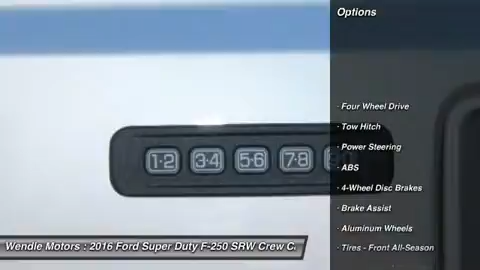 Options
· Four Wheel Drive
· Tow Hitch
· Power Steering
· ABS
· 4-Wheel Disc Brakes
· Brake Assist
· Aluminum Wheels
· Tires - Front All-Season
1·2 3·4 5·6 7·8
Wendle Motors : 2016 Ford Super Duty F-250 SRW Crew C.